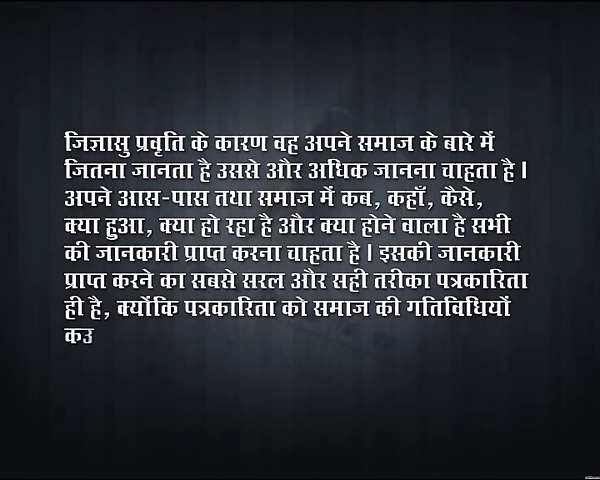 जिज्ञासु प्रवृति के कारण वह अपने समाज के बारे में
जितना जानता है उससे और अधिक जानना चाहता है |
अपने आस-पास तथा समाज में कब, कहाँ, कैसे,
क्या हुआ, क्या हो रहा है और क्या होने वाला है सभी
की जानकारी प्राप्त करना चाहता है | इसकी जानकारी
प्राप्त करने का सबसे सरल और सही तरीका पत्रकारिता
ही है, क्योंकि पत्रकारिता को समाज की गतिविधियों